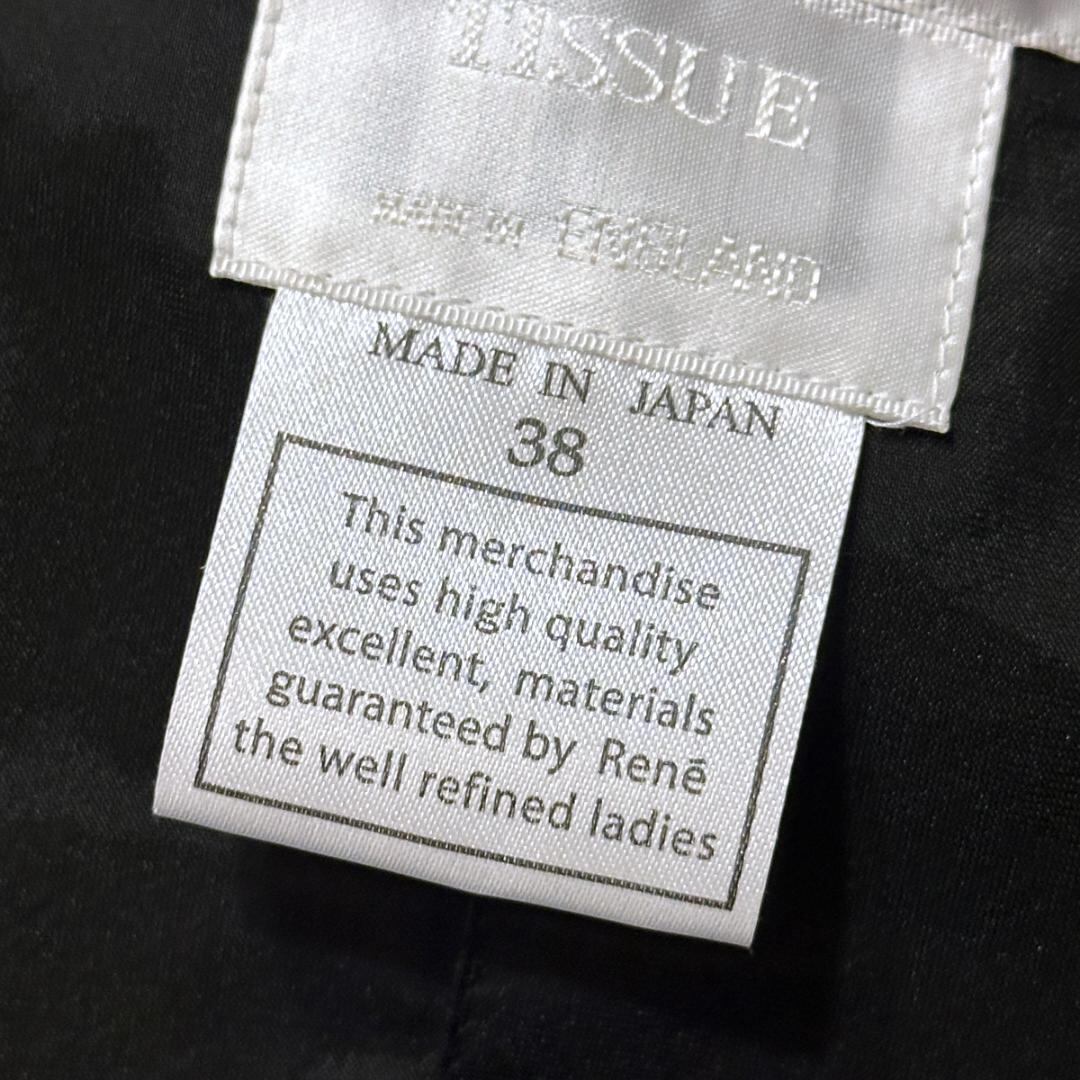 TISSUE
MADE IN ENGLAND
MADE IN JAPAN
38
This merchandise
uses high quality
excellent, materials
guaranteed by Renē
the well refined ladies